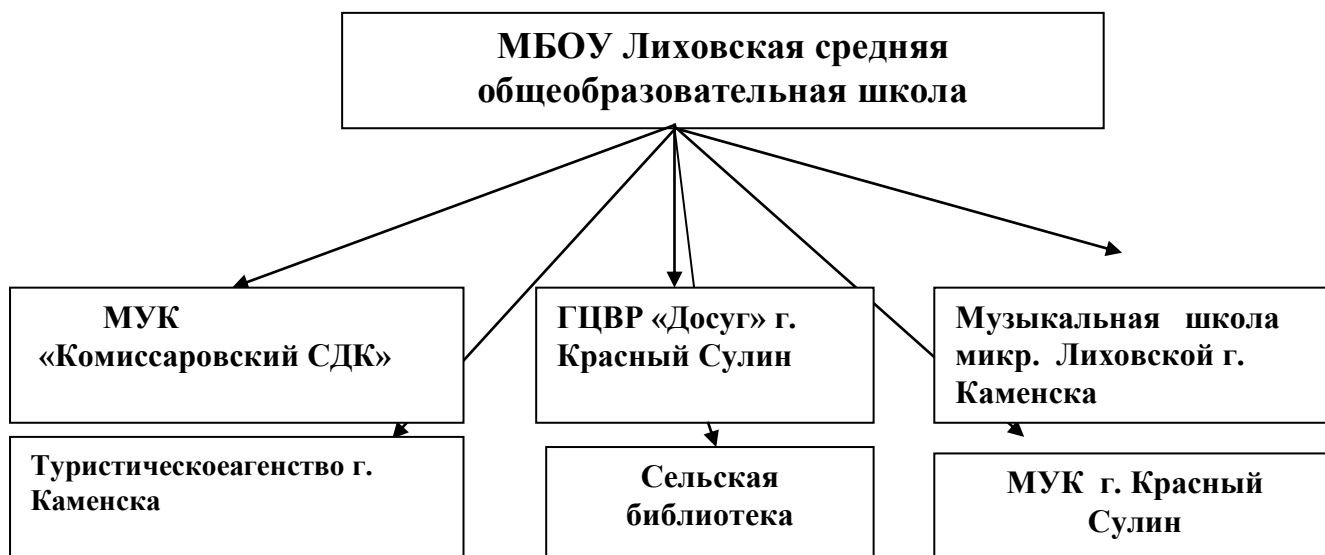 МБОУ Лиховская средняя
общеобразовательная школа
МУК
«Комиссаровский СДК»
ГЦВР «Досуг» г.
Красный Сулин
Музыкальная школа
микр. Лиховской г.
Каменска
Туристическоеагенство г.
Каменска
Сельская
библиотека
МУК г. Красный
Сулин